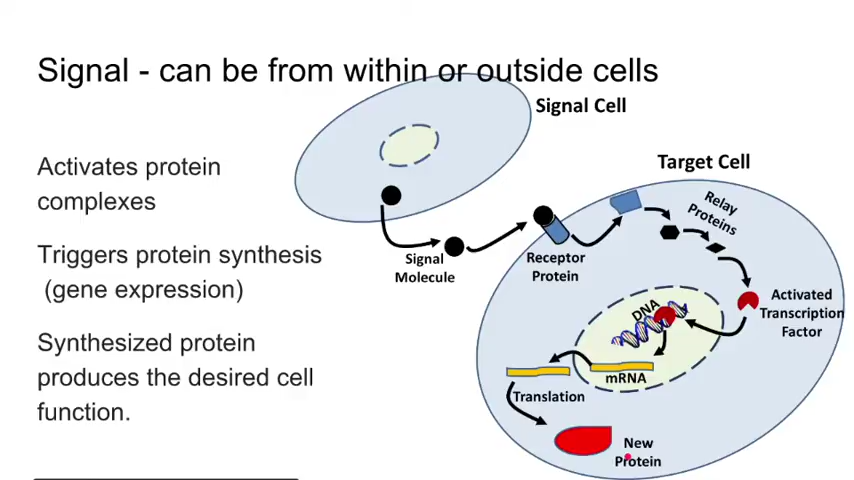 Signal - can be from within or outside cells
Signal Cell
Activates protein
complexes
Triggers protein synthesis
(gene expression)
Synthesized protein
produces the desired cell
function.
Target Cell
Signal
Molecule
Receptor
Protein
Relay
Proteins
Activated
Transcription
Factor
DNA
mRNA
Translation
New
Protein